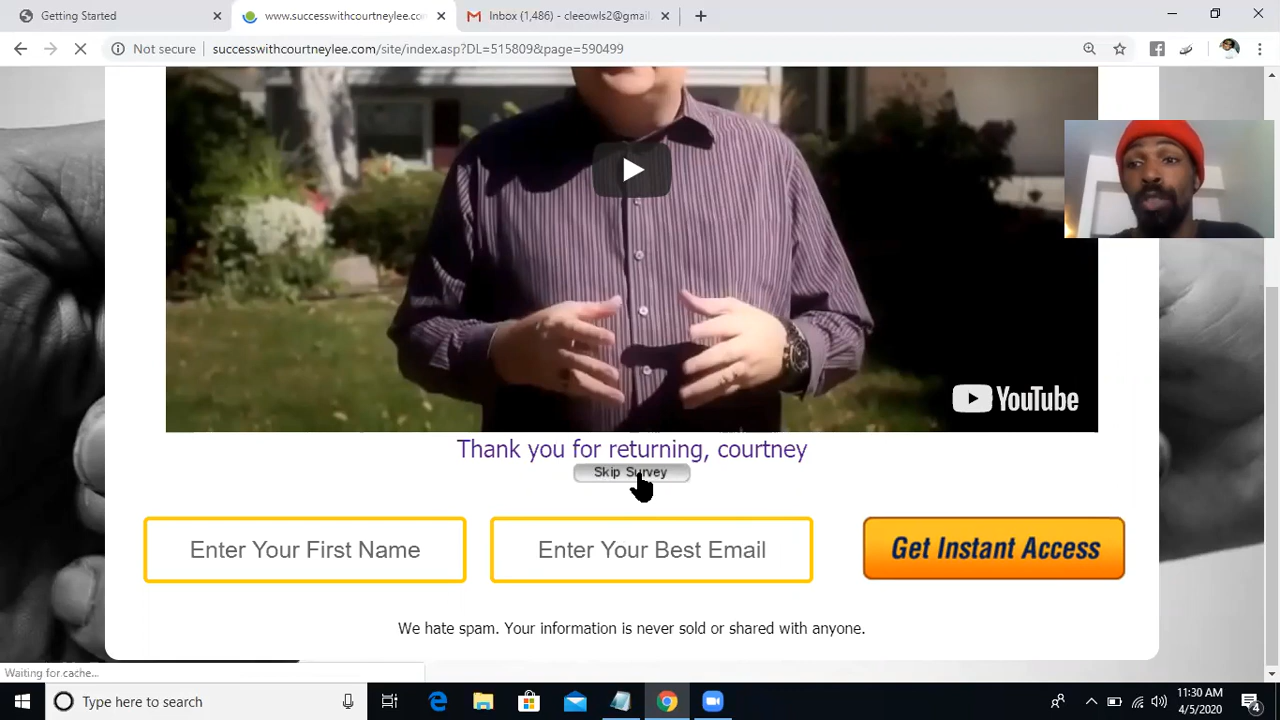 Getting Started
www.successwithcourtneylee.co
Inbox (1,486) - cleeowls2@gmai
Not secure
successwithcourtneylee.com/site/index.asp?DL=515809&page=590499
YouTube
Thank you for returning, courtney
Skip Survey
Enter Your First Name
Enter Your Best Email
Get Instant Access
We hate spam. Your information is never sold or shared with anyone.
Waiting for cache...
Type here to search
11:30 AM
4/5/2020
4